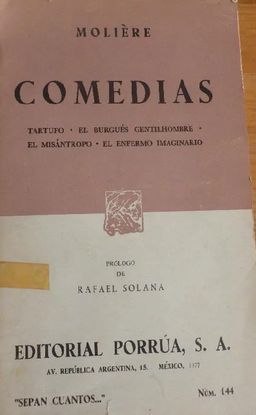 MOLIÈRE
COMEDIAS
TARTUFO • EL BURGUÉS GENTILHOMBRE •
EL MISÁNTROPO • EL ENFERMO IMAGINARIO
PRÓLOGO
DE
RAFAEL SOLANA
EDITORIAL PORRÚA, S. A.
AV. REPÚBLICA ARGENTINA, 15. MÉXICO, 1977
"SEPAN CUANTOS..." NÚM. 144